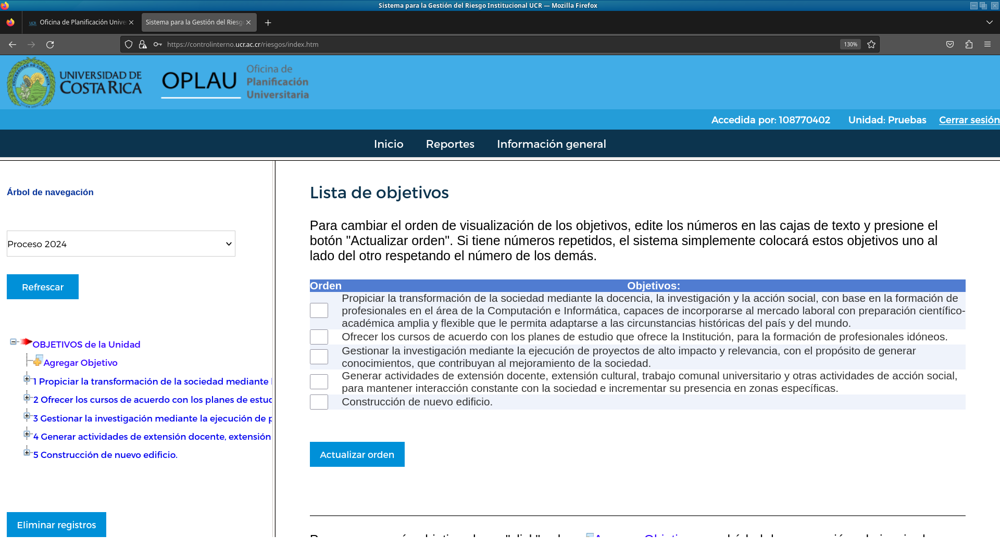 Sistema para la Gestión del Riesgo Institucional UCR — Mozilla Firefox
Oficina de Planificación Unive
Sistema para la Gestión del Riesg
https://controlinterno.ucr.ac.cr/riesgos/index.htm
130%
UNIVERSIDAD DE
COSTA RICA
OPLAU
Oficina de
Planificación
Universitaria
Accedida por: 108770402 Unidad: Pruebas Cerrar sesión
Inicio Reportes Información general
Árbol de navegación
Proceso 2024
Refrescar
OBJETIVOS de la Unidad
Agregar Objetivo
1 Propiciar la transformación de la sociedad mediante
2 Ofrecer los cursos de acuerdo con los planes de estud
3 Gestionar la investigación mediante la ejecución de p
4 Generar actividades de extensión docente, extensión
5 Construcción de nuevo edificio.
Eliminar registros
Lista de objetivos
Para cambiar el orden de visualización de los objetivos, edite los números en las cajas de texto y presione el
botón "Actualizar orden". Si tiene números repetidos, el sistema simplemente colocará estos objetivos uno al
lado del otro respetando el número de los demás.
Orden Objetivos:
Propiciar la transformación de la sociedad mediante la docencia, la investigación y la acción social, con base en la formación de
profesionales en el área de la Computación e Informática, capaces de incorporarse al mercado laboral con preparación científico-
académica amplia y flexible que le permita adaptarse a las circunstancias históricas del país y del mundo.
Ofrecer los cursos de acuerdo con los planes de estudio que ofrece la Institución, para la formación de profesionales idóneos.
Gestionar la investigación mediante la ejecución de proyectos de alto impacto y relevancia, con el propósito de generar
conocimientos, que contribuyan al mejoramiento de la sociedad.
Generar actividades de extensión docente, extensión cultural, trabajo comunal universitario y otras actividades de acción social,
para mantener interacción constante con la sociedad e incrementar su presencia en zonas específicas.
Construcción de nuevo edificio.
Actualizar orden